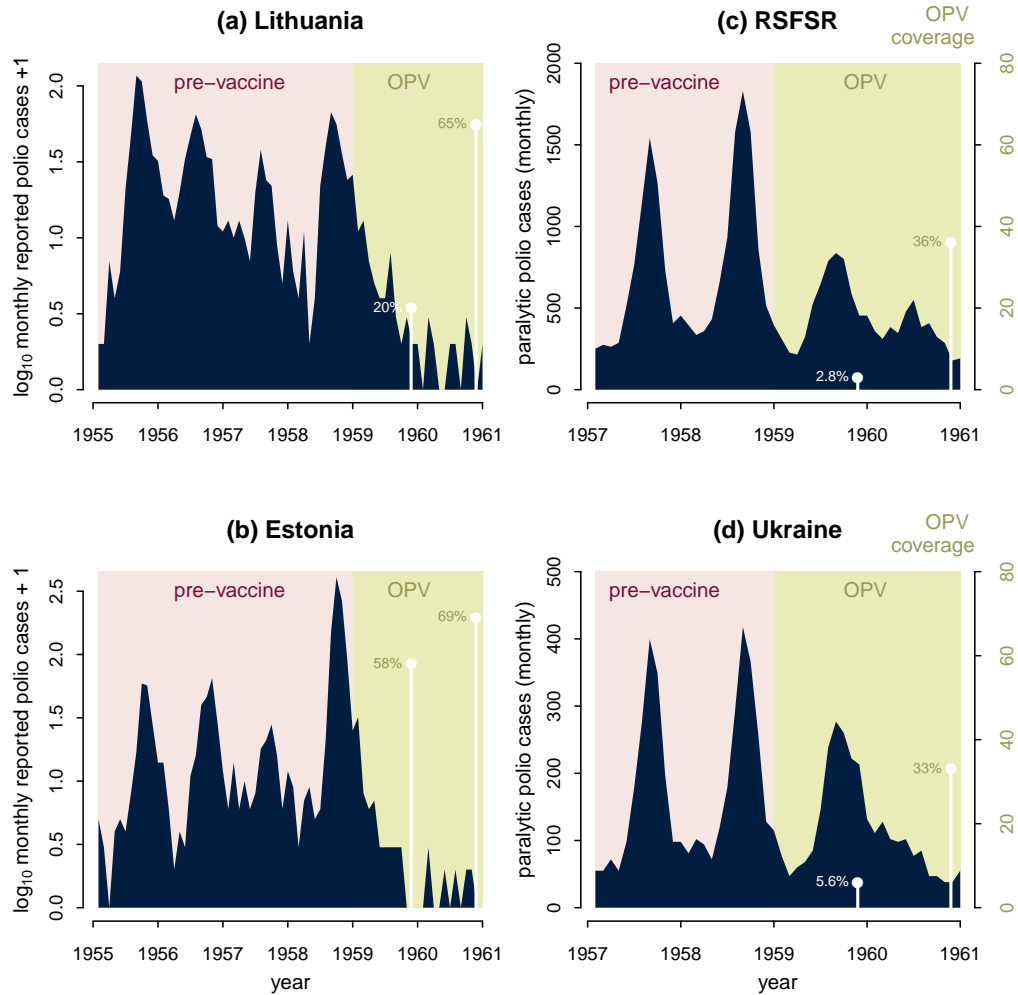 (a) Lithuania
pre−vaccine
OPV
log10 monthly reported polio cases +1
2.0
1.5
1.0
0.5
0.0
20%
65%
1955 1956 1957 1958 1959 1960 1961
(c) RSFSR
OPV
coverage
pre−vaccine
OPV
paralytic polio cases (monthly)
2000
1500
1000
500
0
2.8%
36%
80
60
40
20
0
1957 1958 1959 1960 1961
(b) Estonia
pre−vaccine
OPV
log10 monthly reported polio cases + 1
2.5
2.0
1.5
1.0
0.5
0.0
58%
69%
1955 1956 1957 1958 1959 1960 1961
year
(d) Ukraine
OPV
coverage
pre−vaccine
OPV
paralytic polio cases (monthly)
500
400
300
200
100
0
5.6%
33%
80
60
40
20
0
1957 1958 1959 1960 1961
year